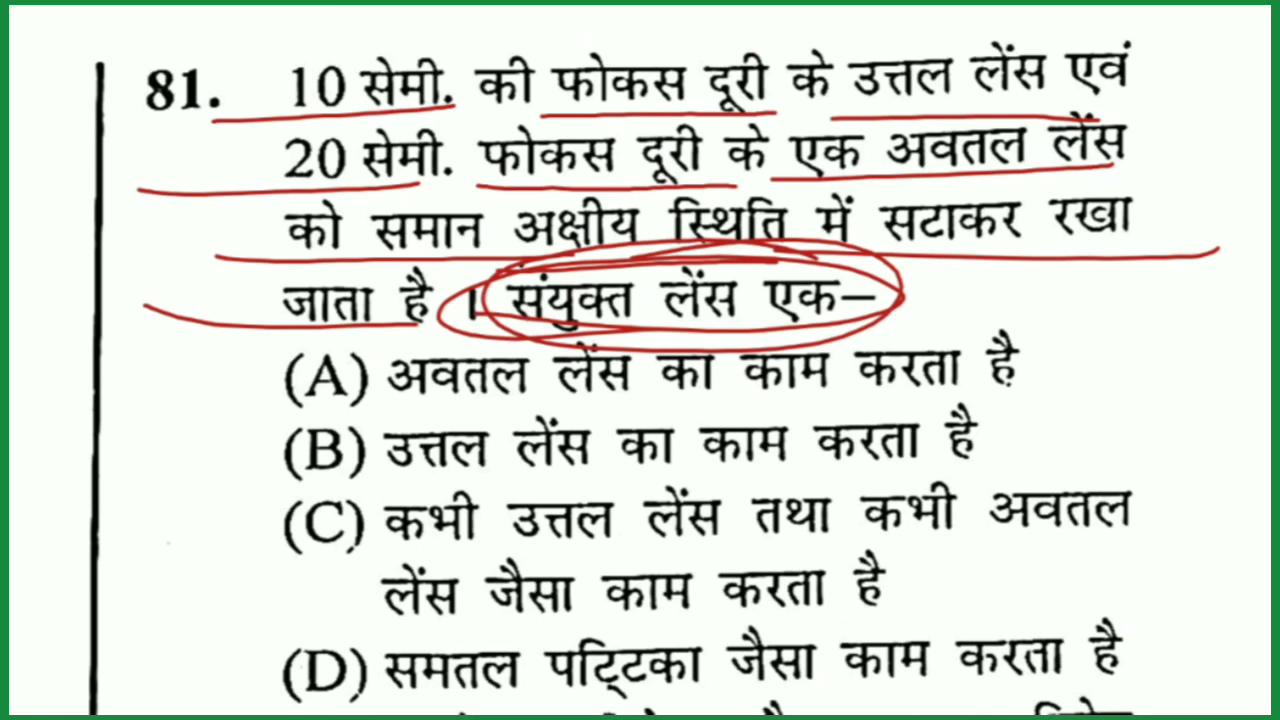 81. 10 सेमी. की फोकस दूरी के उत्तल लेंस एवं
20 सेमी. फोकस दूरी के एक अवतल लेंस
को समान अक्षीय स्थिति में सटाकर रखा
जाता है । संयुक्त लेंस एक–
(A) अवतल लेंस का काम करता है
(B) उत्तल लेंस का काम करता है
(C) कभी उत्तल लेंस तथा कभी अवतल
लेंस जैसा काम करता है
(D) समतल पट्टिका जैसा काम करता है